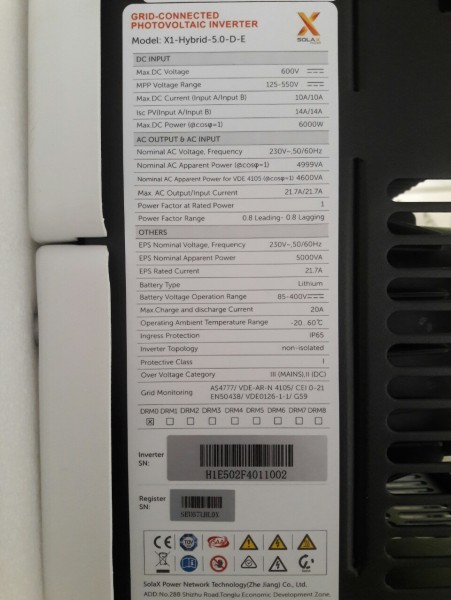 GRID-CONNECTED
PHOTOVOLTAIC INVERTER
SOLAX
Model: X1-Hybrid-5.0-D-E
DC INPUT
Max.DC Voltage 600V
MPP Voltage Range 125-550V
Max.DC Current (Input A/Input B) 10A/10A
Isc PV(Input A/Input B) 14A/14A
Max.DC Power (@cosφ=1) 6000W
AC OUTPUT & AC INPUT
Nominal AC Voltage, Frequency 230V~,50/60Hz
Nominal AC Apparent Power (@cosφ=1) 4999VA
Nominal AC Apparent Power for VDE 4105 (@cosφ=1) 4600VA
Max. AC Output/Input Current 21.7A/21.7A
Power Factor at Rated Power 1
Power Factor Range 0.8 Leading- 0.8 Lagging
OTHERS
EPS Nominal Voltage, Frequency 230V~,50/60Hz
EPS Nominal Apparent Power 5000VA
EPS Rated Current 21.7A
Battery Type Lithium
Battery Voltage Operation Range 85-400V
Max Charge and discharge Current 20A
Operating Ambient Temperature Range -20...60℃
Ingress Protection IP65
Inverter Topology non-isolated
Protective Class I
Over Voltage Category III (MAINS),II (DC)
Grid Monitoring AS4777/ VDE-AR-N 4105/ CEI 0-21
EN50438/ VDE0126-1-1/ G59
DRM0 DRM1 DRM2 DRM3 DRM4 DRM5 DRM6 DRM7 DRM8
Inverter
SN:
H1E502F4011002
Register
SN:
CE TÜV
SolaX Power Network Technology(Zhe Jiang) Co., Ltd.
ADD.No.288 Shizhu Road,Tonglu Economic Development Zone,